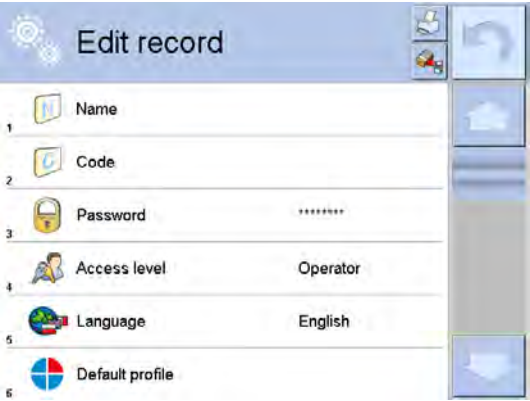 Edit record
1 Name
2 Code
3 Password ********
4 Access level Operator
5 Language English
6 Default profile